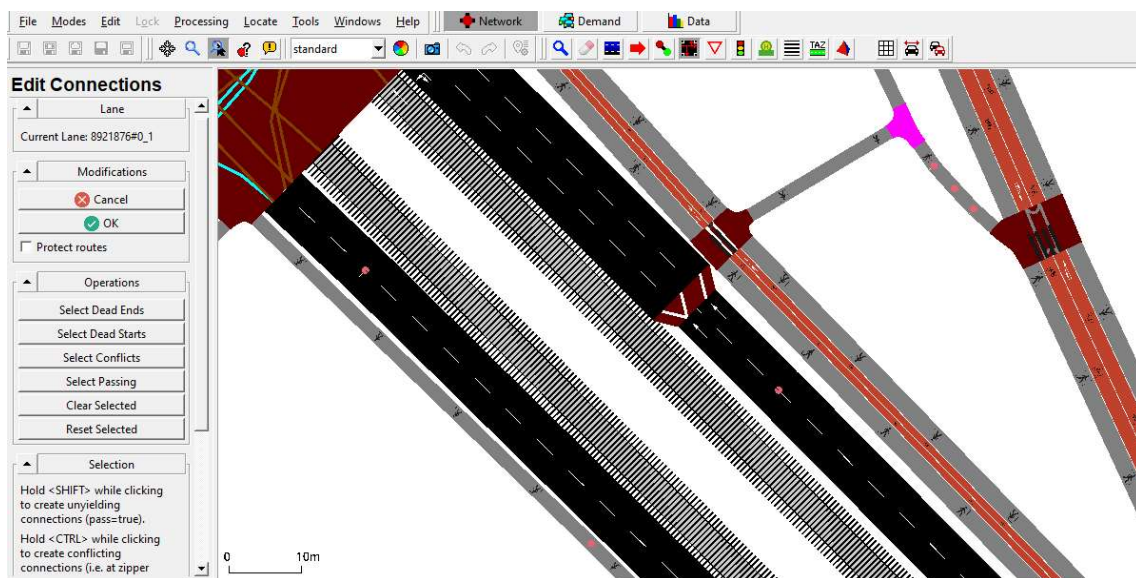 File Modes Edit Lock Processing Locate Tools Windows Help Network Demand Data
standard TAZ
Edit Connections
Lane
Current Lane: 8921876#0_1
Modifications
Cancel
OK
Protect routes
Operations
Select Dead Ends
Select Dead Starts
Select Conflicts
Select Passing
Clear Selected
Reset Selected
Selection
Hold <SHIFT> while clicking
to create unyielding
connections (pass=true).
Hold <CTRL> while clicking
to create conflicting
connections (i.e. at zipper
0 10m